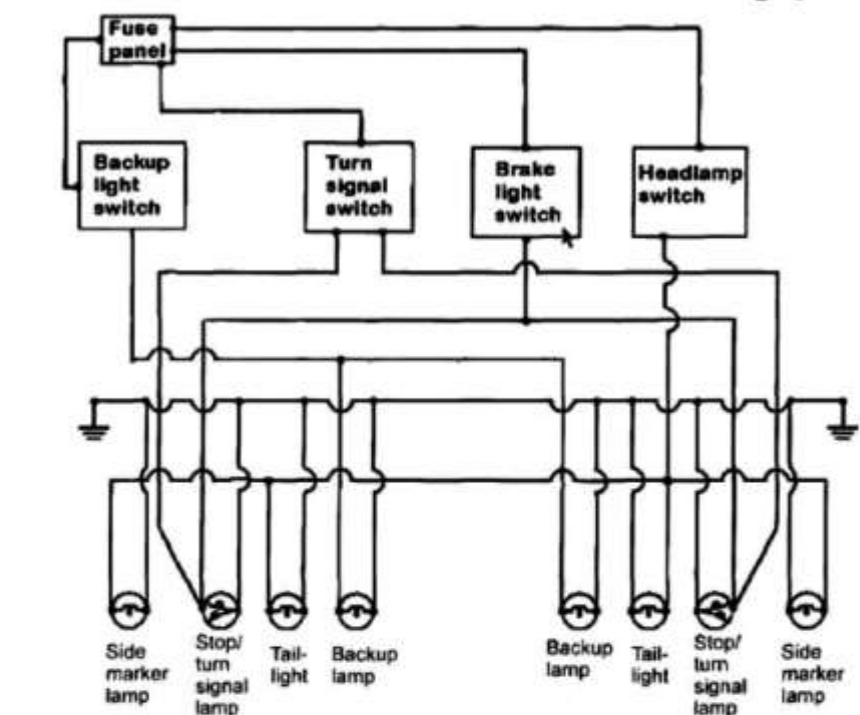 Fuse
panel
Backup
light
switch
Turn
signal
switch
Brake
light
switch
Headlamp
switch
Side
marker
lamp
Stop/
turn
signal
lamp
Tail-
light
Backup
lamp
Backup
lamp
Tail-
light
Stop/
turn
signal
lamp
Side
marker
lamp